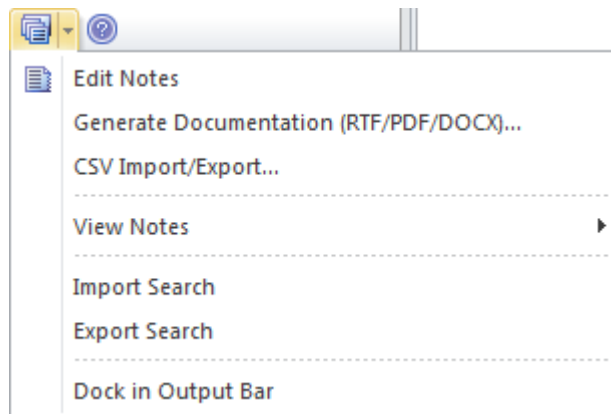 Edit Notes
Generate Documentation (RTF/PDF/DOCX)...
CSV Import/Export...
View Notes
Import Search
Export Search
Dock in Output Bar